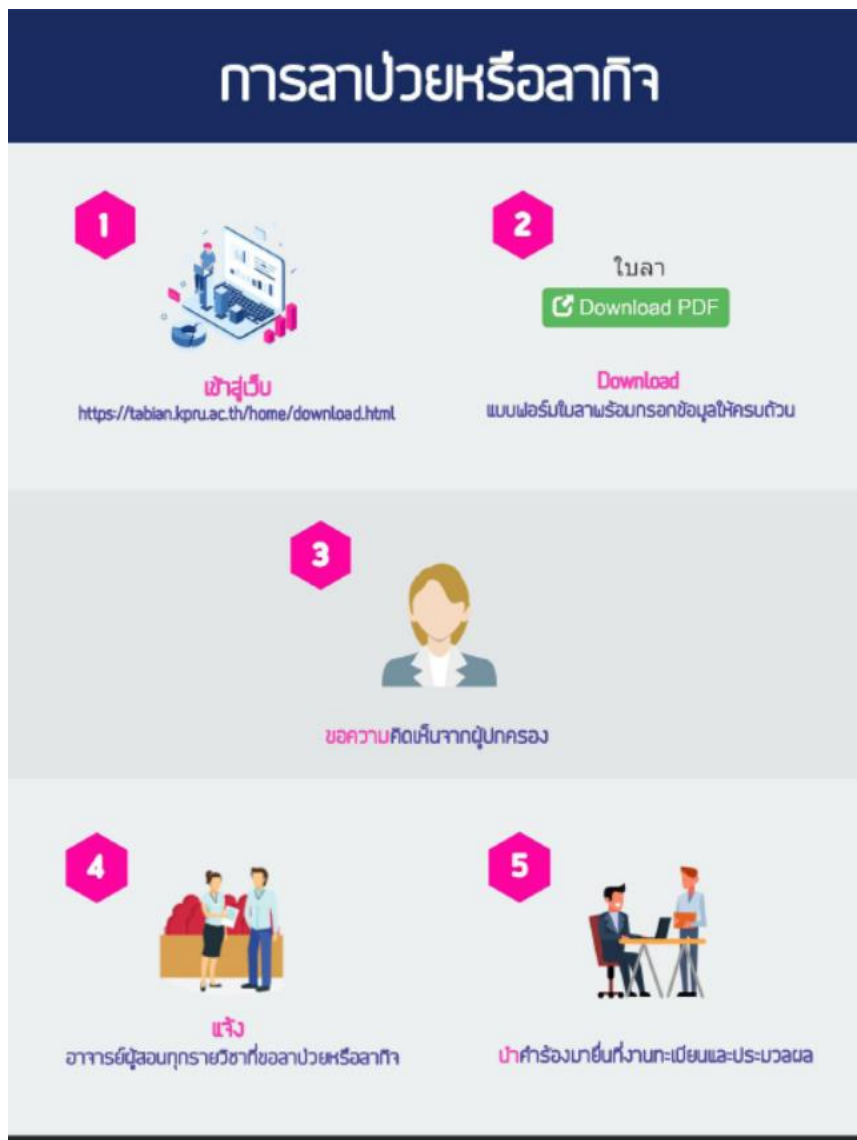 การลาป่วยหรือลากิจ
1
เข้าสู่เว็บ
https://tabian.kpru.ac.th/home/download.html
2
ใบลา
Download PDF
Download
แบบฟอร์มใบลาพร้อมกรอกข้อมูลให้ครบถ้วน
3
ขอความคิดเห็นจากผู้ปกครอง
4
แจ้ง
อาจารย์ผู้สอนทุกรายวิชาที่ขอลาป่วยหรือลากิจ
5
นำคำร้องมายื่นที่งานทะเบียนและประมวลผล